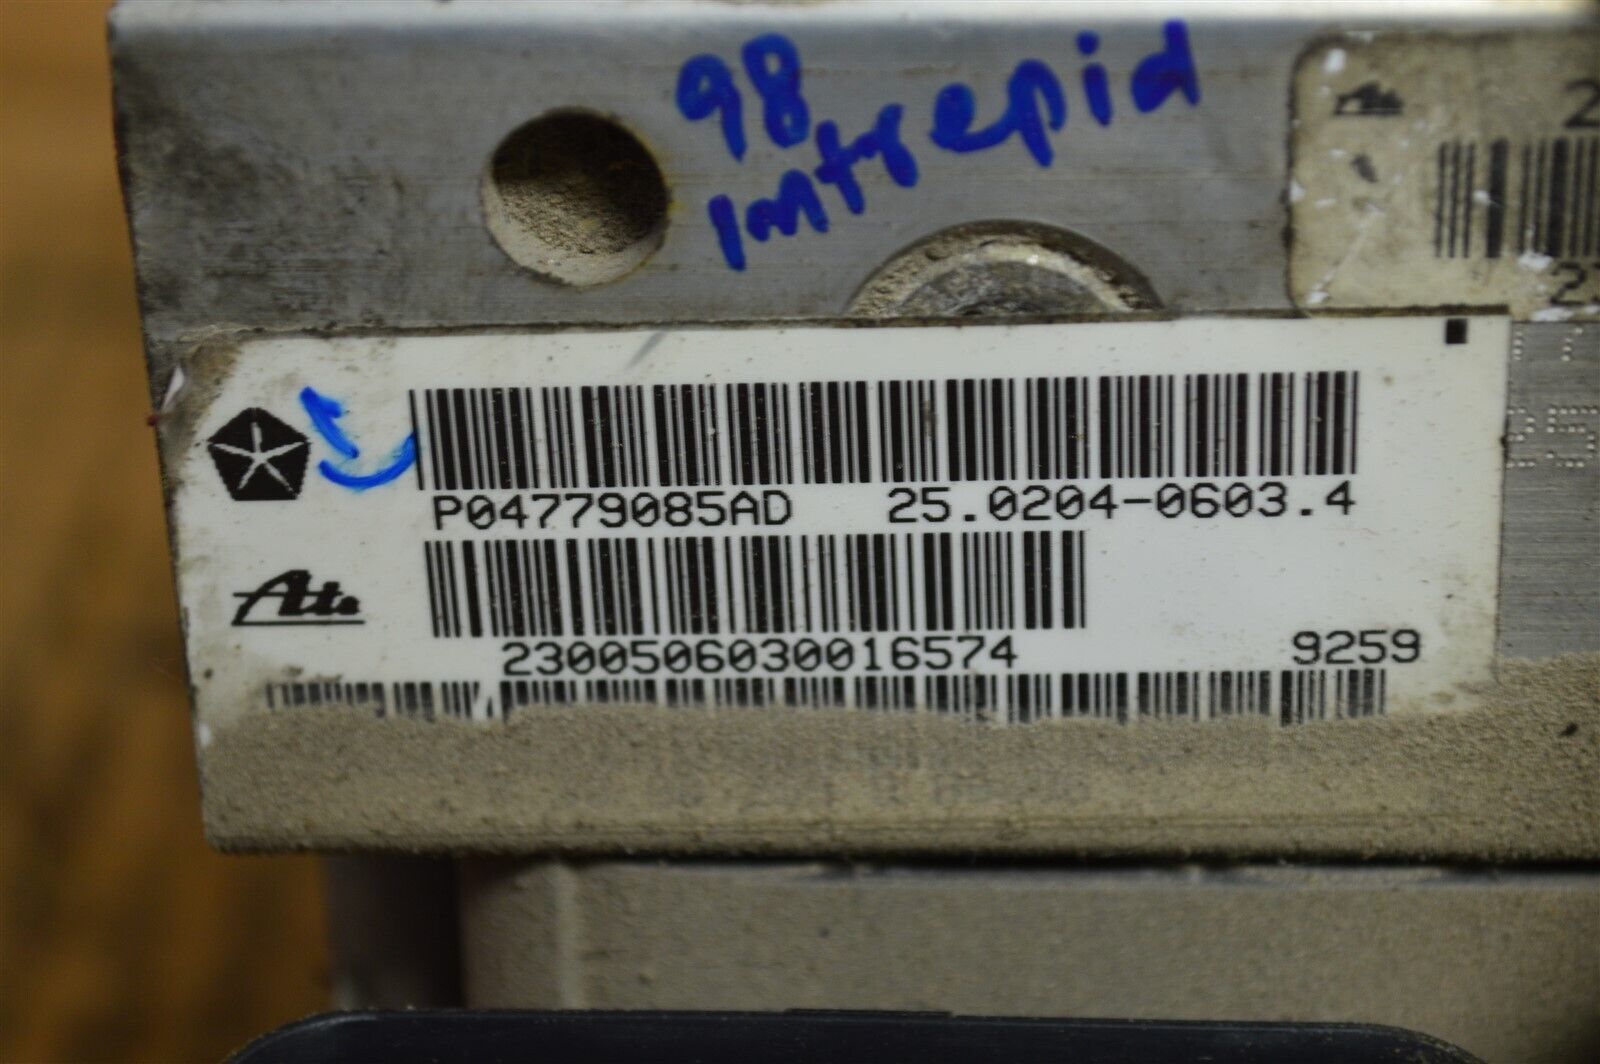 98
Intrepid
P04779085AD 25.0204-0603.4
Ate
2300506030016574 9259